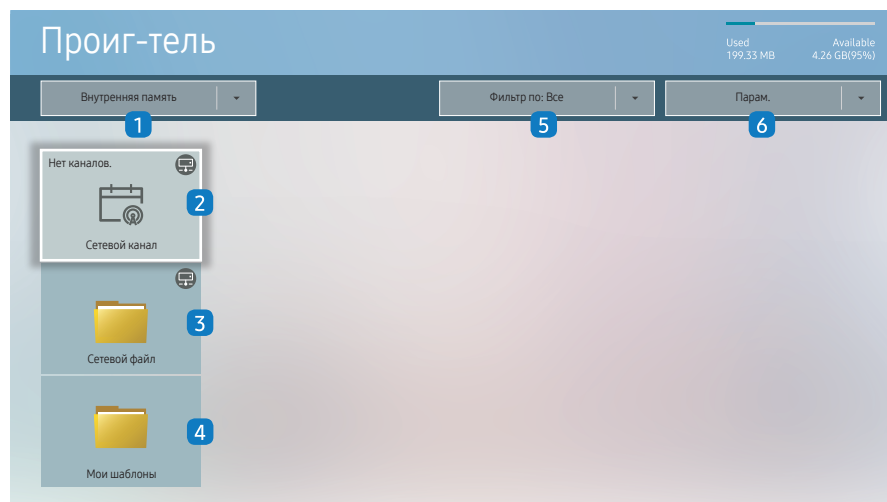 Проиг-тель
Used Available
199.33 MB 4.26 GB(95%)
Внутренняя память
Фильтр по: Все
Парам.
1
5
6
Нет каналов.
2
Сетевой канал
3
Сетевой файл
4
Мои шаблоны